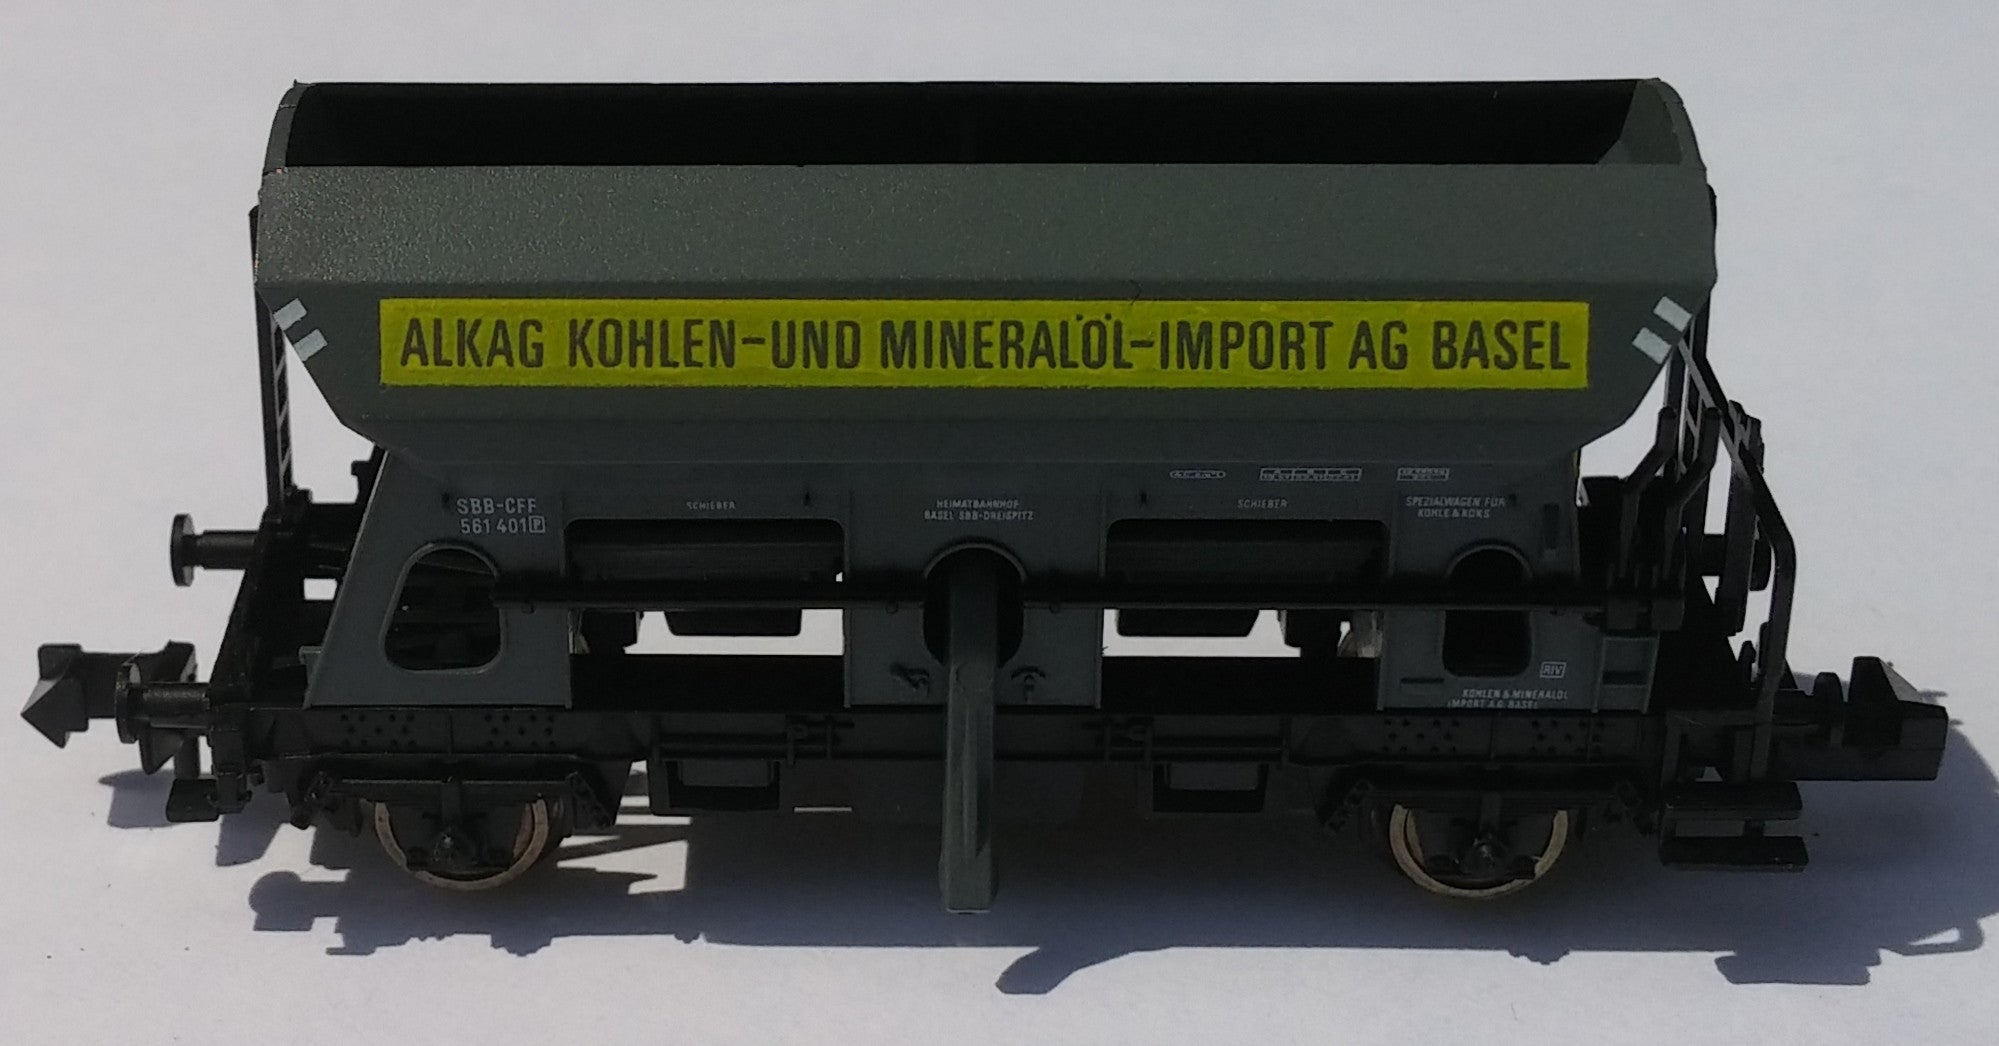 ALKAG KOHLEN-UND MINERALÖL-IMPORT AG BASEL
SBB-CFF
561 401 P
SCHIEBER
HEIMATBAHNHOF
BASEL SBB-DREISPITZ
SCHIEBER
SPEZIALWAGEN FÜR
KOHLE & KOKS
RIV
KOHLEN & MINERALÖL
IMPORT A.G. BASEL